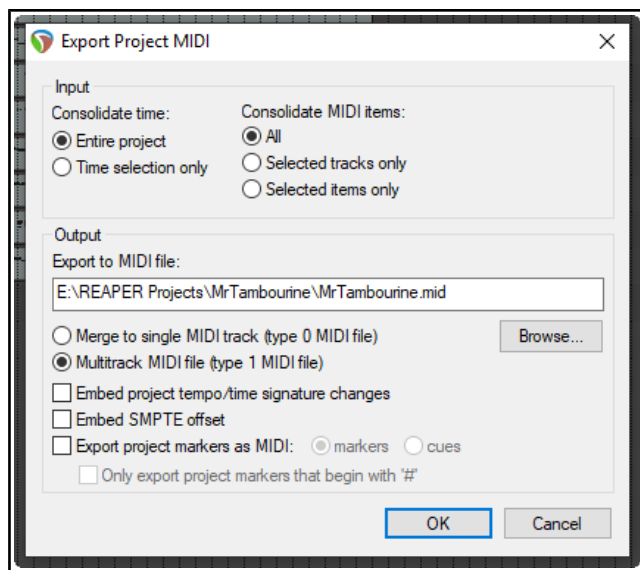 Export Project MIDI
Input
Consolidate time:
Entire project
Time selection only
Consolidate MIDI items:
All
Selected tracks only
Selected items only
Output
Export to MIDI file:
E:\REAPER Projects\MrTambourine\MrTambourine.mid
Merge to single MIDI track (type 0 MIDI file)
Browse...
Multitrack MIDI file (type 1 MIDI file)
Embed project tempo/time signature changes
Embed SMPTE offset
Export project markers as MIDI: markers cues
Only export project markers that begin with '#'
OK Cancel